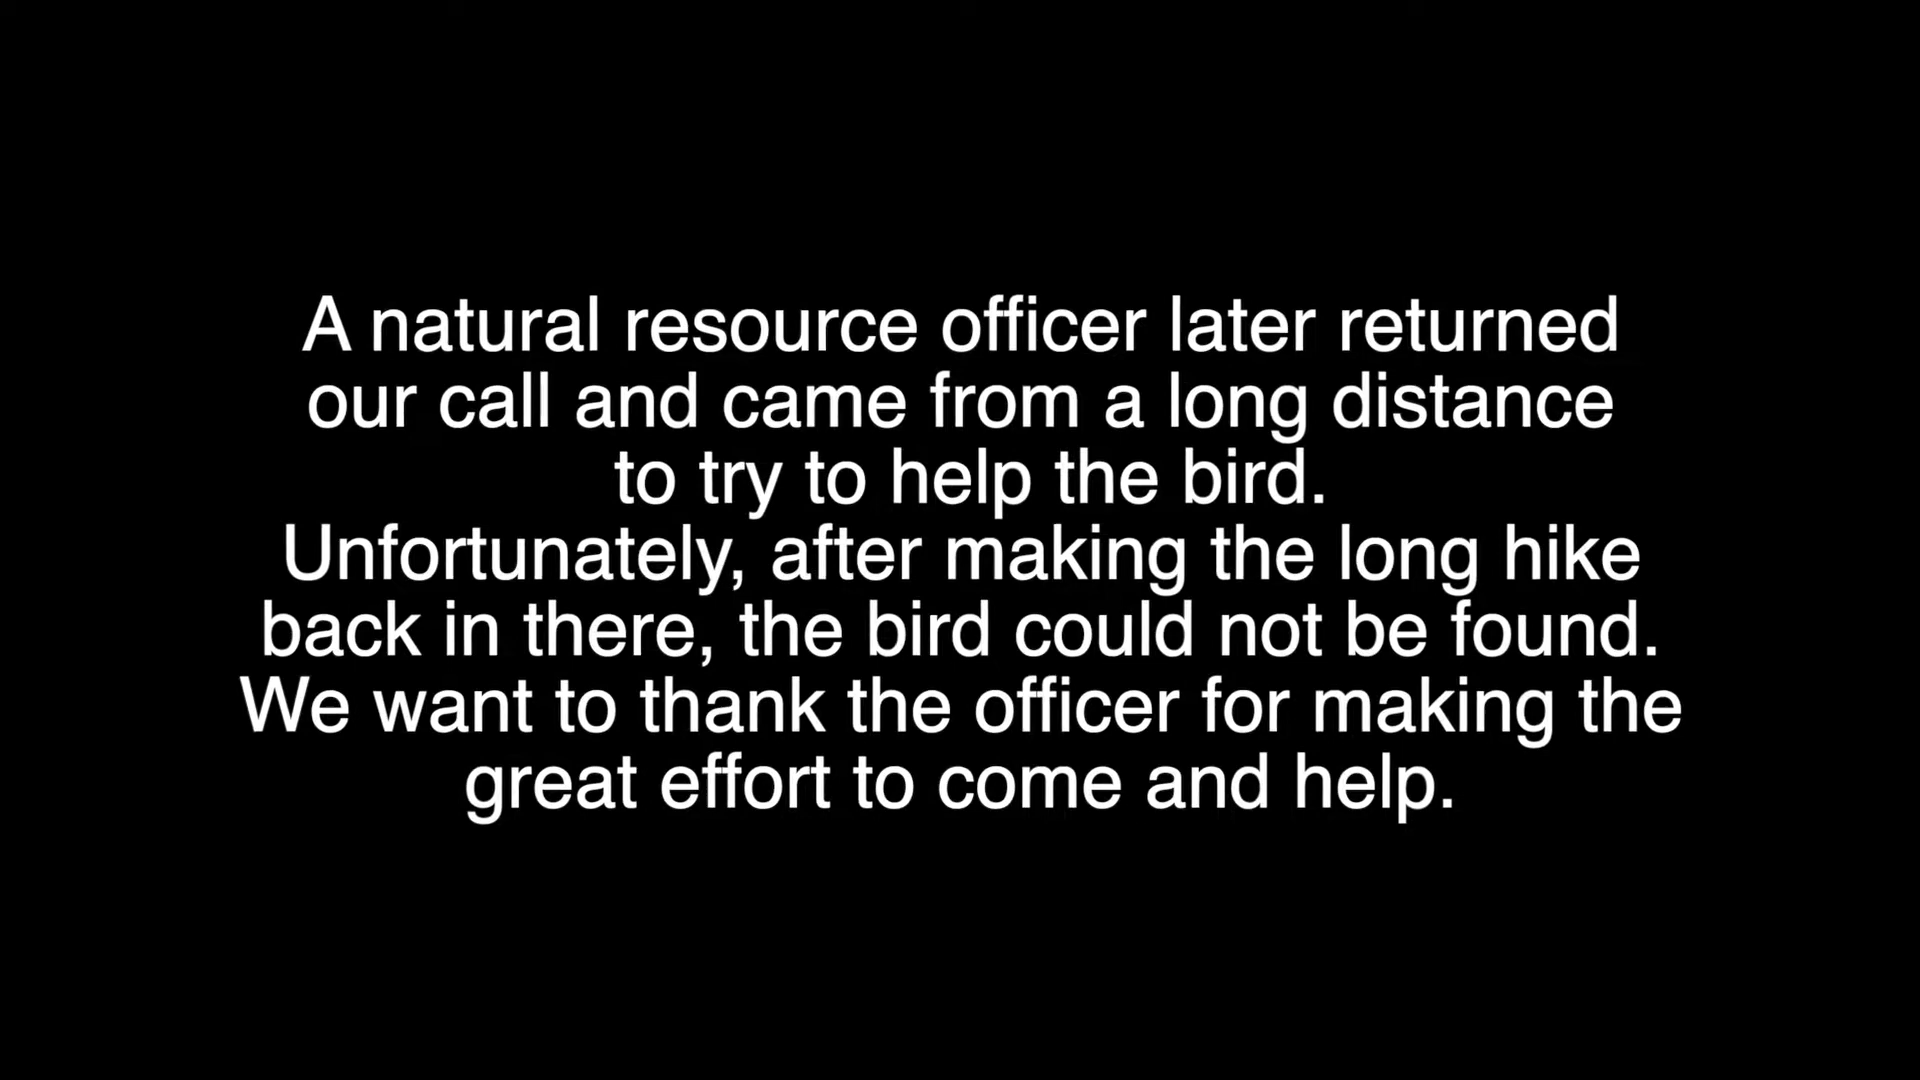 A natural resource officer later returned
our call and came from a long distance
to try to help the bird.
Unfortunately, after making the long hike
back in there, the bird could not be found.
We want to thank the officer for making the
great effort to come and help.